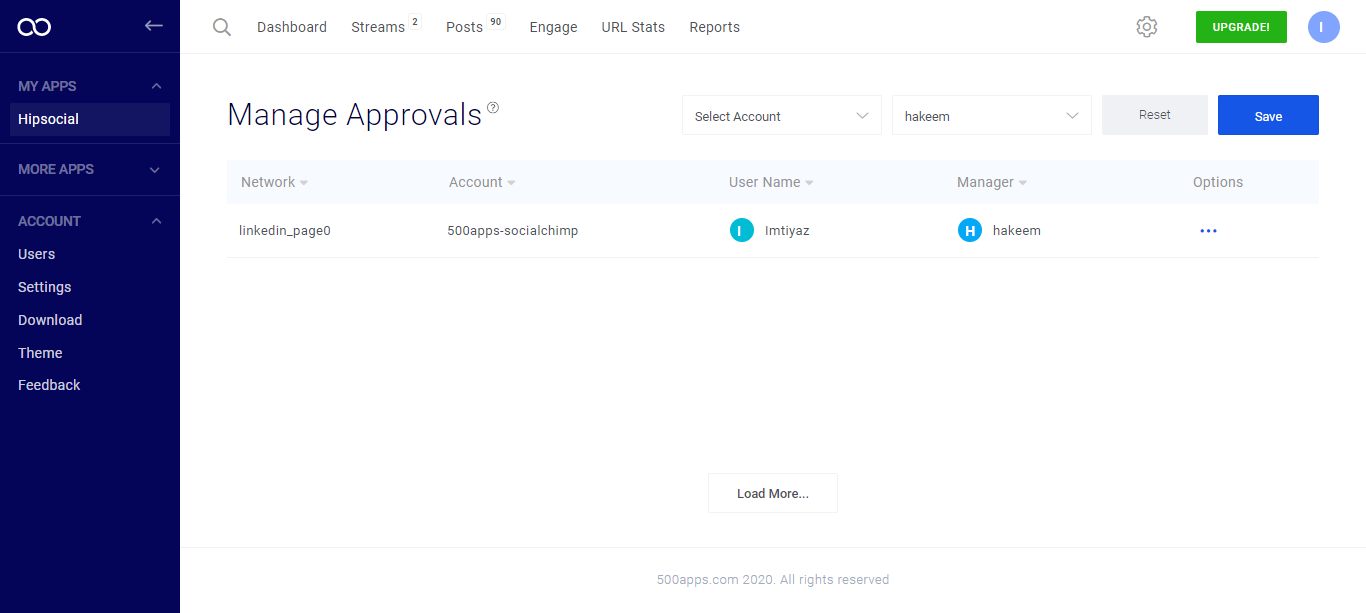 Dashboard Streams 2 Posts 90 Engage URL Stats Reports UPGRADE! I
MY APPS
Hipsocial
MORE APPS
ACCOUNT
Users
Settings
Download
Theme
Feedback
Manage Approvals ? Select Account hakeem Reset Save
Network Account User Name Manager Options
linkedin_page0 500apps-socialchimp I Imtiyaz H hakeem
Load More...
500apps.com 2020. All rights reserved